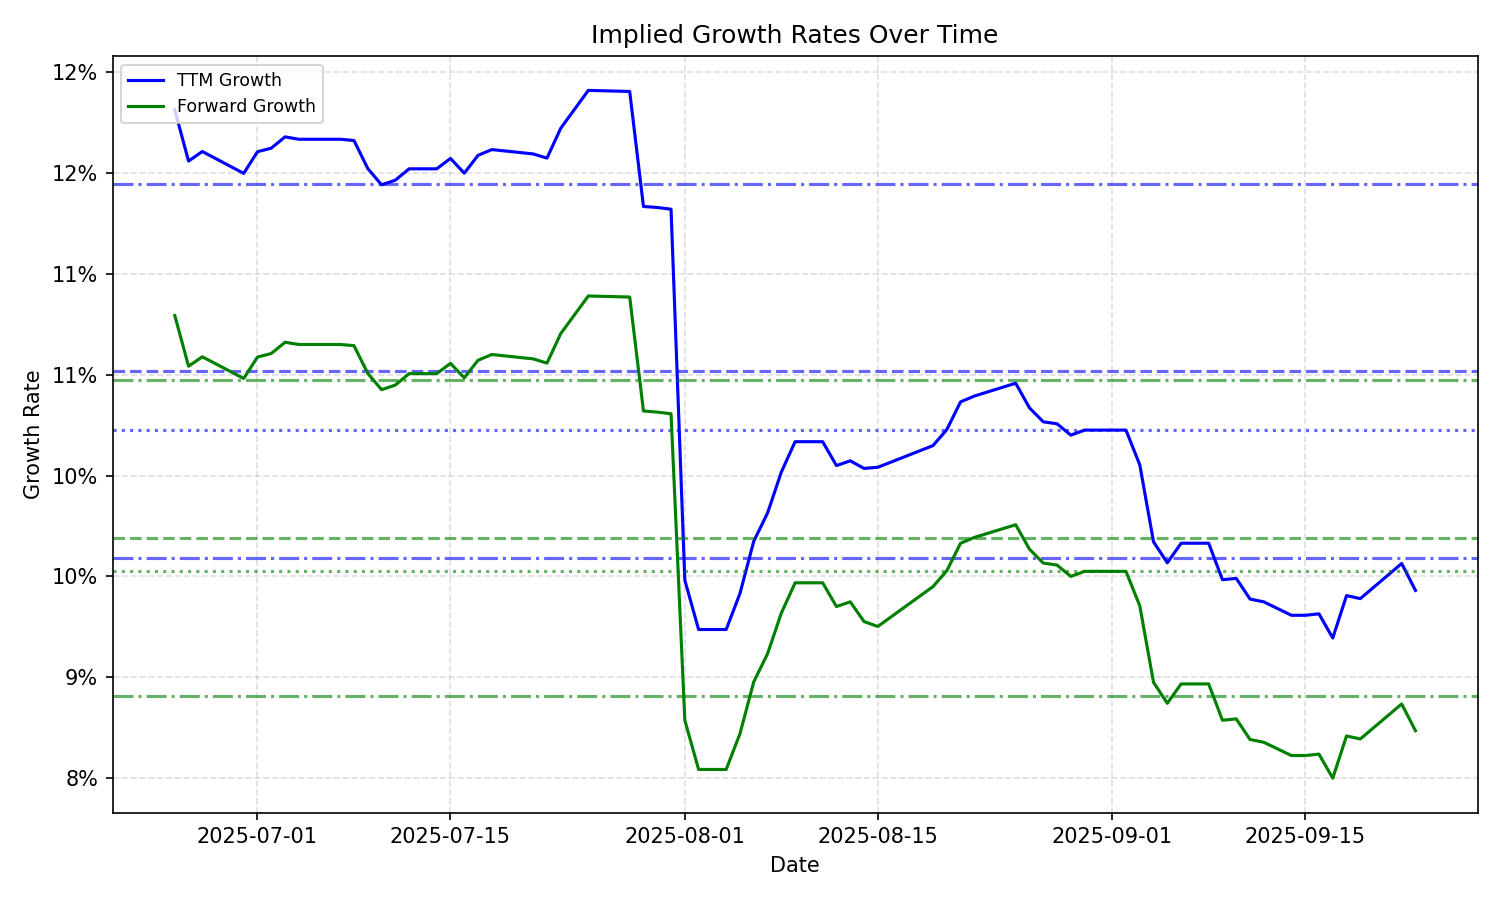 Implied Growth Rates Over Time
TTM Growth
Forward Growth
12%
12%
11%
11%
10%
10%
9%
8%
Growth Rate
2025-07-01
2025-07-15
2025-08-01
2025-08-15
2025-09-01
2025-09-15
Date